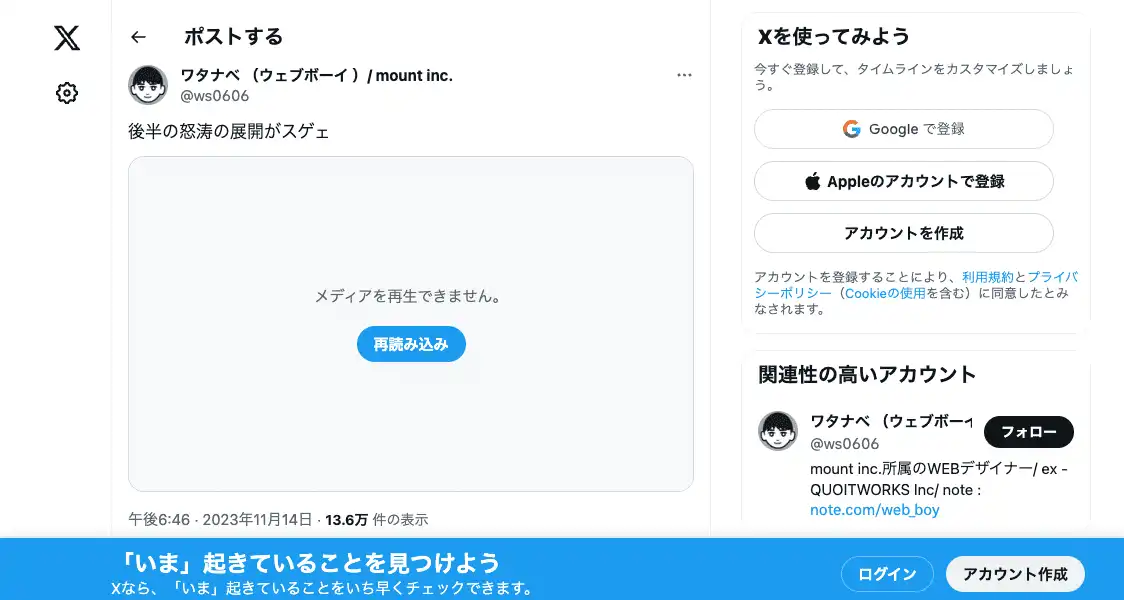 ポストする
ワタナベ （ウェブボーイ ）/ mount inc.
@ws0606
後半の怒涛の展開がスゲェ
メディアを再生できません。
再読み込み
午後6:46 · 2023年11月14日 · 13.6万 件の表示
Xを使ってみよう
今すぐ登録して、タイムラインをカスタマイズしましょ
う。
Google で登録
Appleのアカウントで登録
アカウントを作成
アカウントを登録することにより、利用規約とプライバ
シーポリシー（Cookieの使用を含む）に同意したとみ
なされます。
関連性の高いアカウント
ワタナベ （ウェブボーイ
@ws0606
フォロー
mount inc.所属のWEBデザイナー/ ex -
QUOITWORKS Inc/ note :
note.com/web_boy
「いま」起きていることを見つけよう
Xなら、「いま」起きていることをいち早くチェックできます。
ログイン
アカウント作成